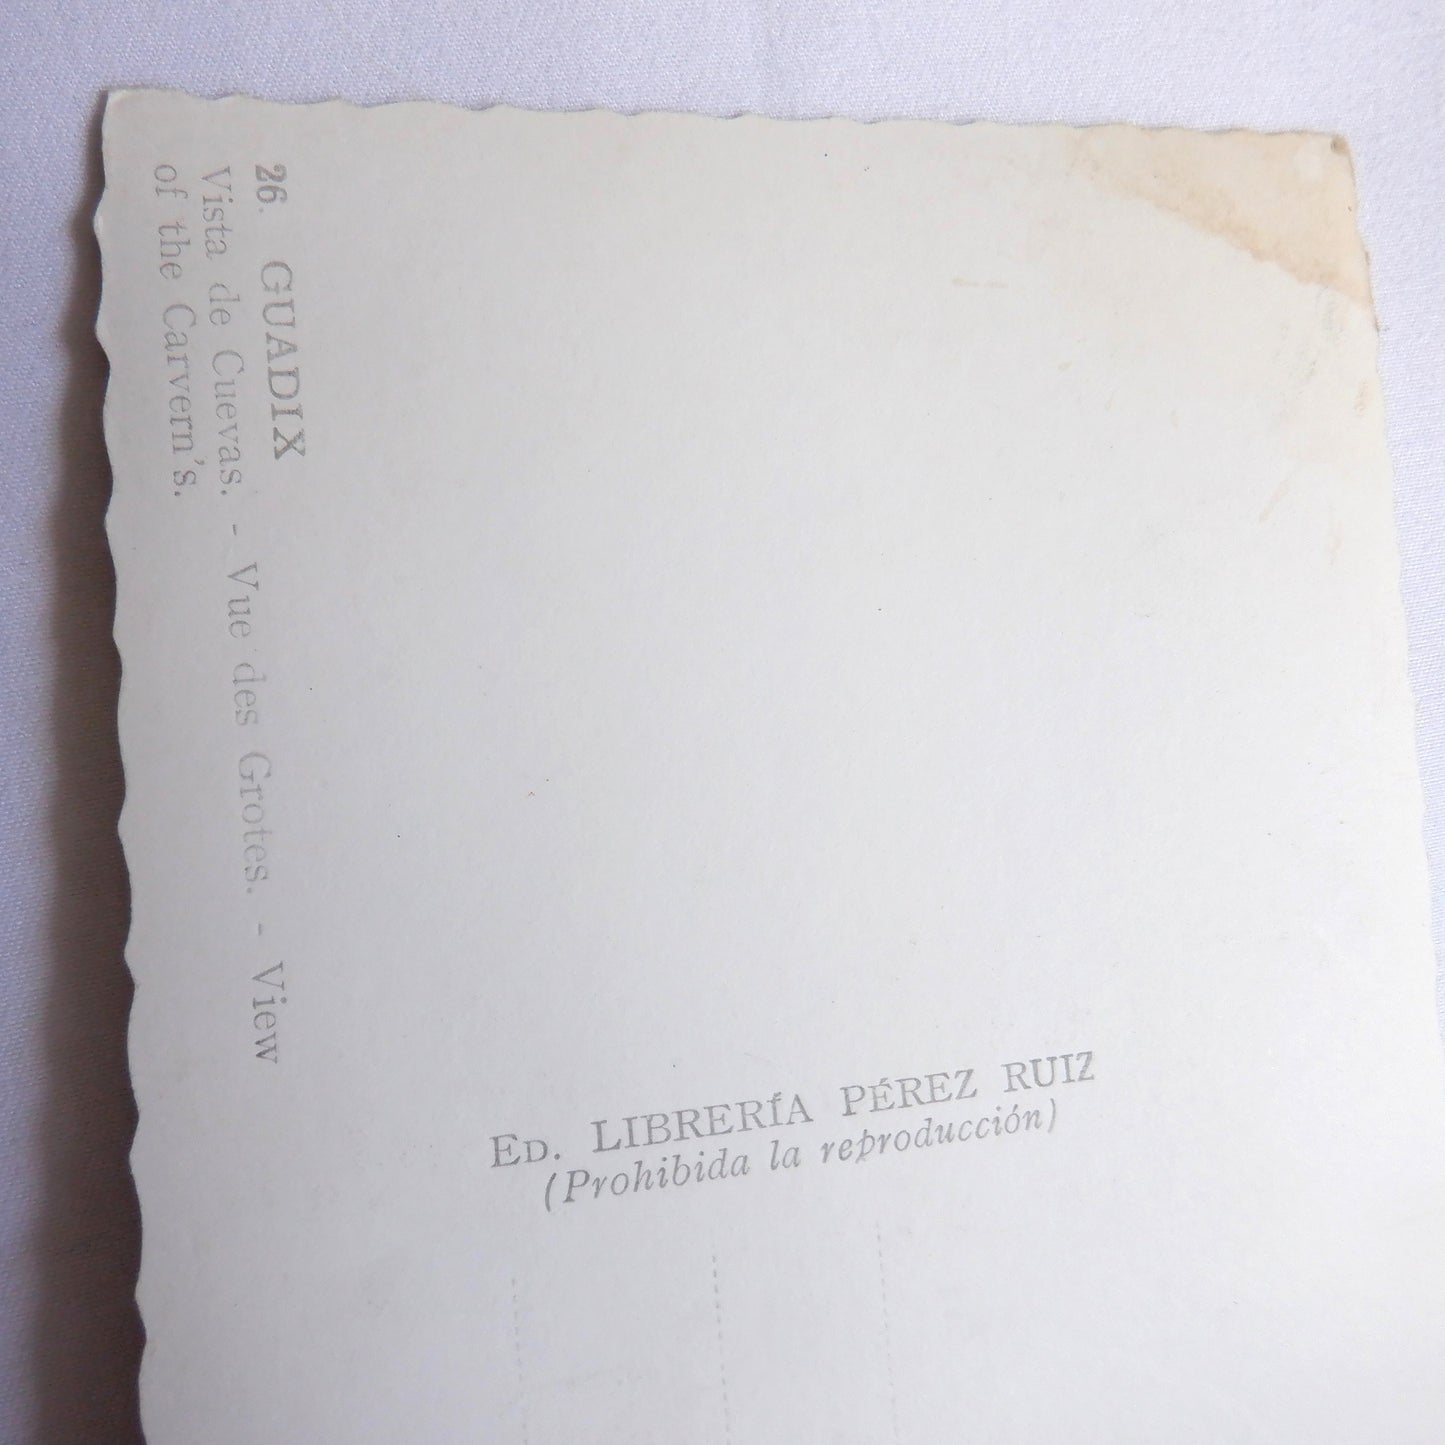 26. GUADIX
Vista de Cuevas. - Vue des Grotes. - View
of the Carvern's.
ED. LIBRERÍA PÉREZ RUIZ
(Prohibida la reproducción)